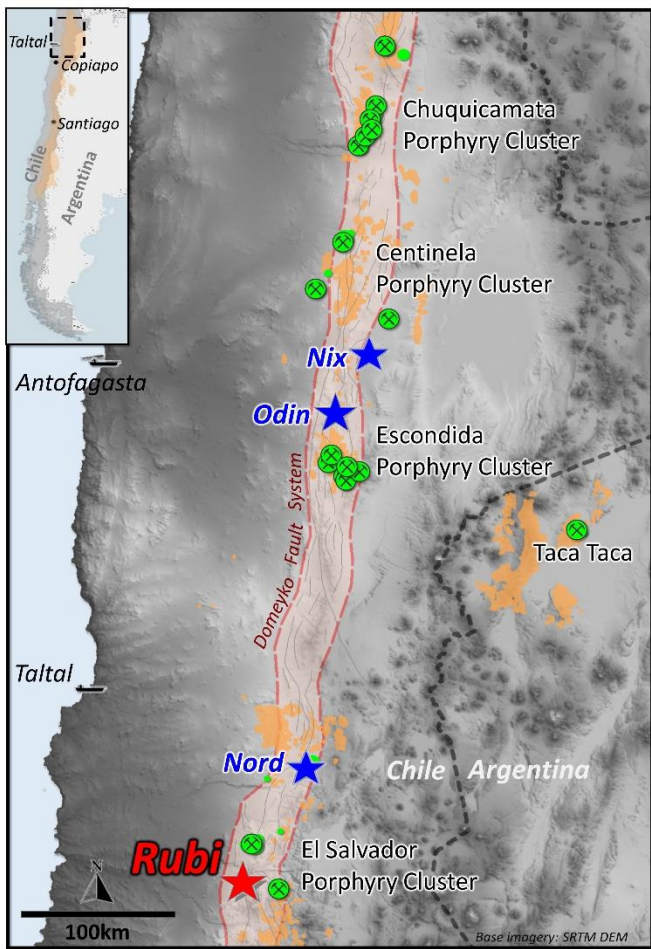 Taltal
Copiapo
Santiago
Chile
Argentina
Chuquicamata
Porphyry Cluster
Centinela
Porphyry Cluster
Nix
Antofagasta
Odin
Escondida
Porphyry Cluster
Domeyko Fault System
Taca Taca
Taltal
Nord
Chile Argentina
Rubi
El Salvador
Porphyry Cluster
N
100km
Base imagery: SRTM DEM